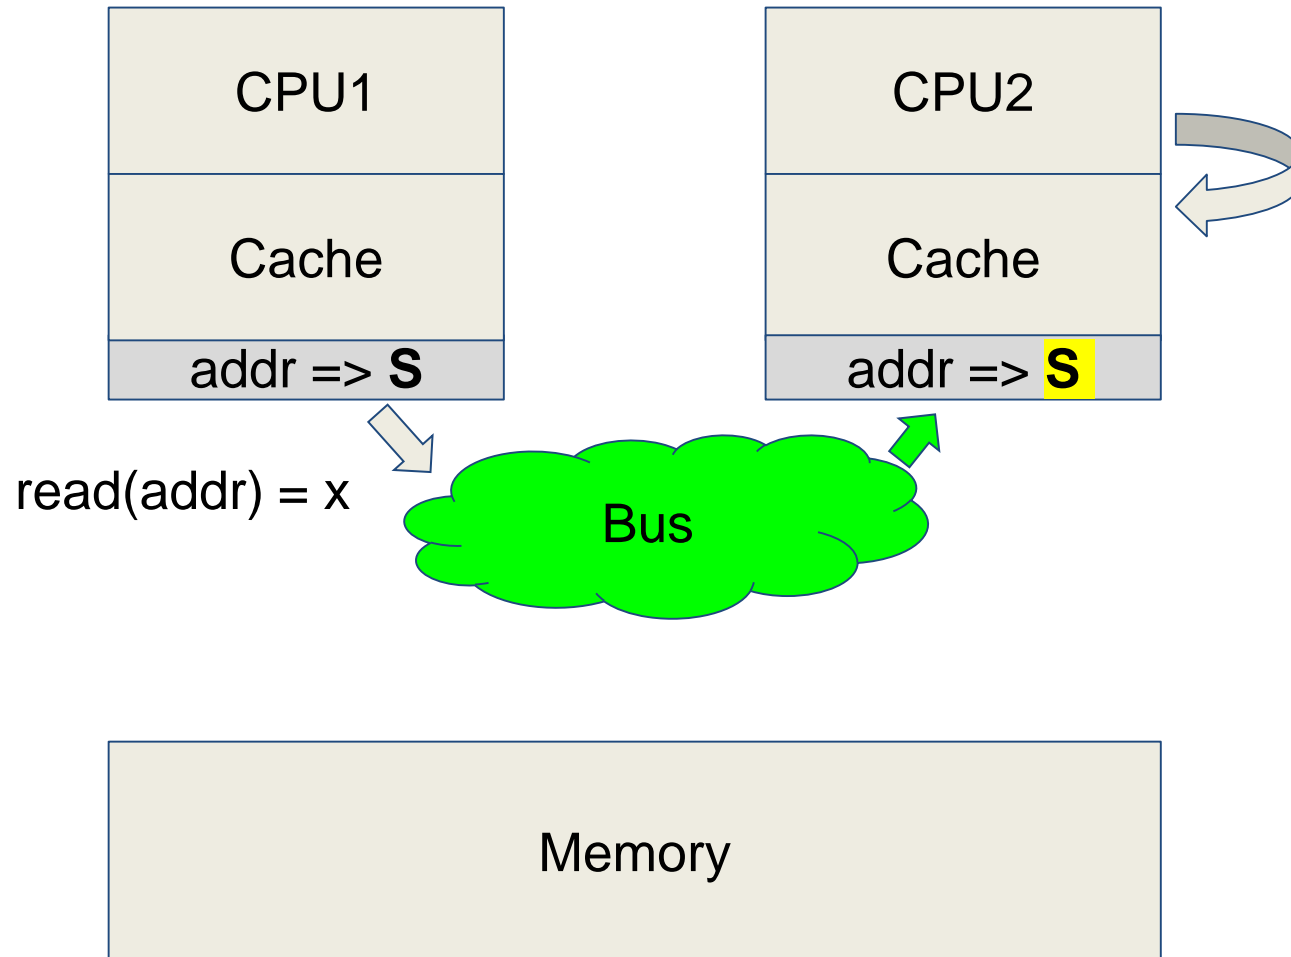 CPU1
CPU2
Cache
Cache
addr => S
addr => S
read(addr) = x
Bus
Memory